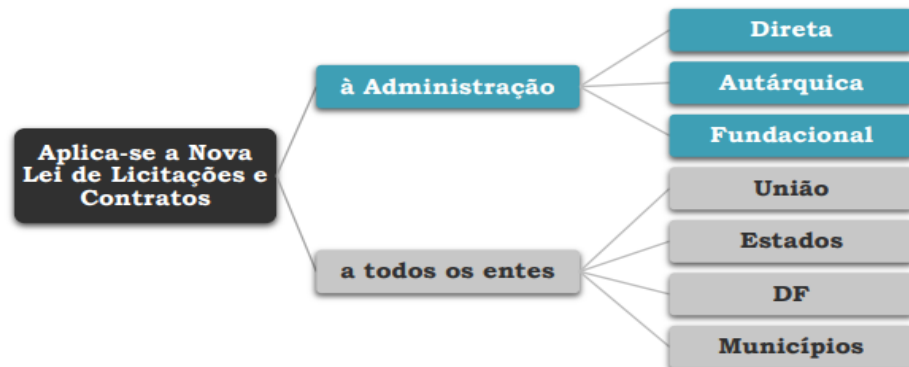 Aplica-se a Nova
Lei de Licitações e
Contratos
à Administração
Direta
Autárquica
Fundacional
a todos os entes
União
Estados
DF
Municípios